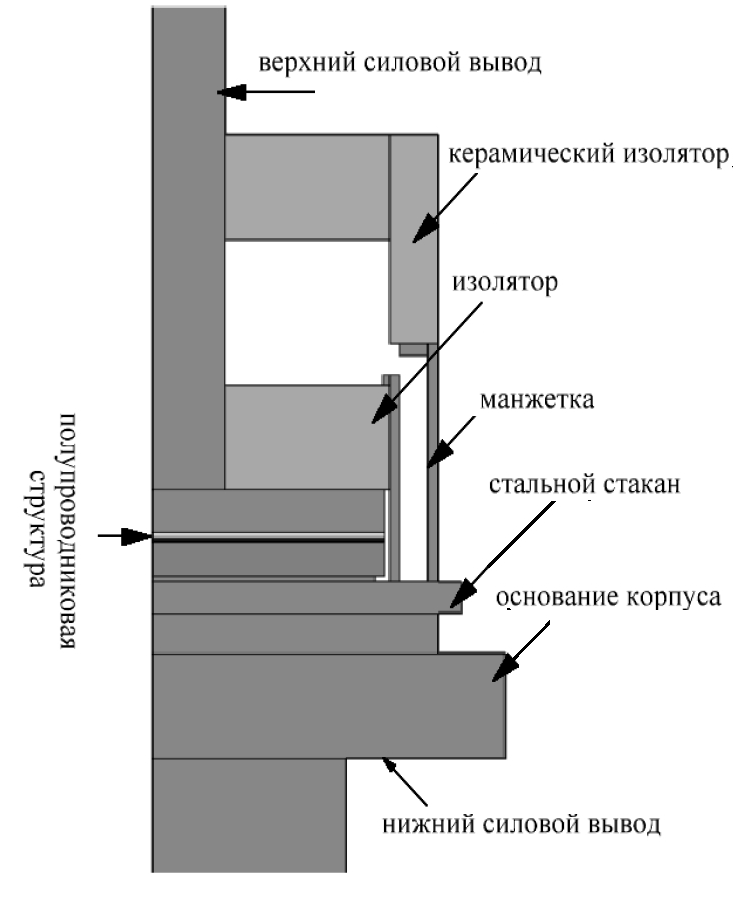 верхний силовой вывод
керамический изолятор
изолятор
манжетка
стальной стакан
полупроводниковая
структура
основание корпуса
нижний силовой вывод